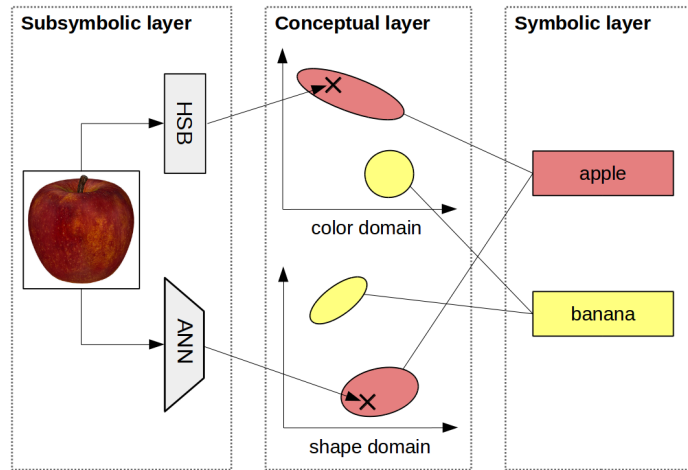 Subsymbolic layer
Conceptual layer
Symbolic layer
HSB
color domain
apple
ANN
shape domain
banana